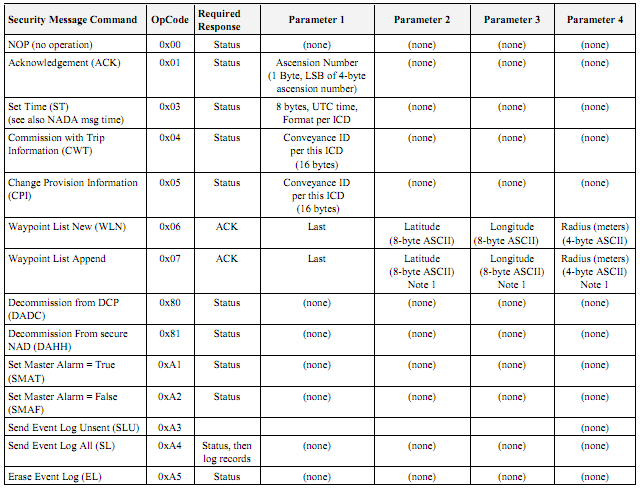 Security Message Command OpCode Required Response Parameter 1 Parameter 2 Parameter 3 Parameter 4
NOP (no operation) 0x00 Status (none) (none) (none) (none)
Acknowledgement (ACK) 0x01 Status Ascension Number (none) (none) (none)
(1 Byte, LSB of 4-byte
ascension number)
Set Time (ST) 0x03 Status 8 bytes, UTC time, (none) (none) (none)
(see also NADA msg time) Format per ICD
Commission with Trip 0x04 Status Conveyance ID (none) (none) (none)
Information (CWT) per this ICD
(16 bytes)
Change Provision Information 0x05 Status Conveyance ID (none) (none) (none)
(CPI) per this ICD
(16 bytes)
Waypoint List New (WLN) 0x06 ACK Last Latitude Longitude Radius (meters)
(8-byte ASCII) (8-byte ASCII) (4-byte ASCII)
Waypoint List Append 0x07 ACK Last Latitude Longitude Radius (meters)
(8-byte ASCII) (8-byte ASCII) (4-byte ASCII)
Note 1 Note 1 Note 1
Decommission from DCP 0x80 Status (none) (none) (none) (none)
(DADC)
Decommission From secure 0x81 Status (none) (none) (none) (none)
NAD (DAHH)
Set Master Alarm = True 0xA1 Status (none) (none) (none) (none)
(SMAT)
Set Master Alarm = False 0xA2 Status (none) (none) (none) (none)
(SMAF)
Send Event Log Unsent (SLU) 0xA3 (none)
Send Event Log All (SL) 0xA4 Status, then (none) (none) (none) (none)
log records
Erase Event Log (EL) 0xA5 Status (none) (none) (none) (none)